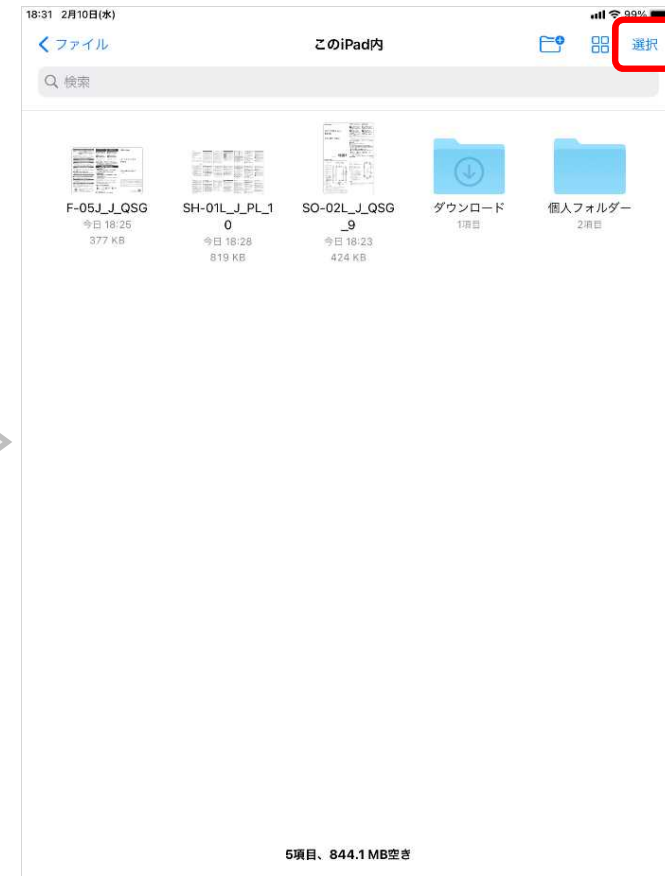 18:31 2月10日(水)
99%
ファイル
このiPad内
選択
検索
F-05J_J_QSG
今日 18:25
377 KB
SH-01L_J_PL_1
0
今日 18:28
819 KB
SO-02L_J_QSG
_9
今日 18:23
424 KB
ダウンロード
1項目
個人フォルダー
2項目
5項目、844.1 MB空き